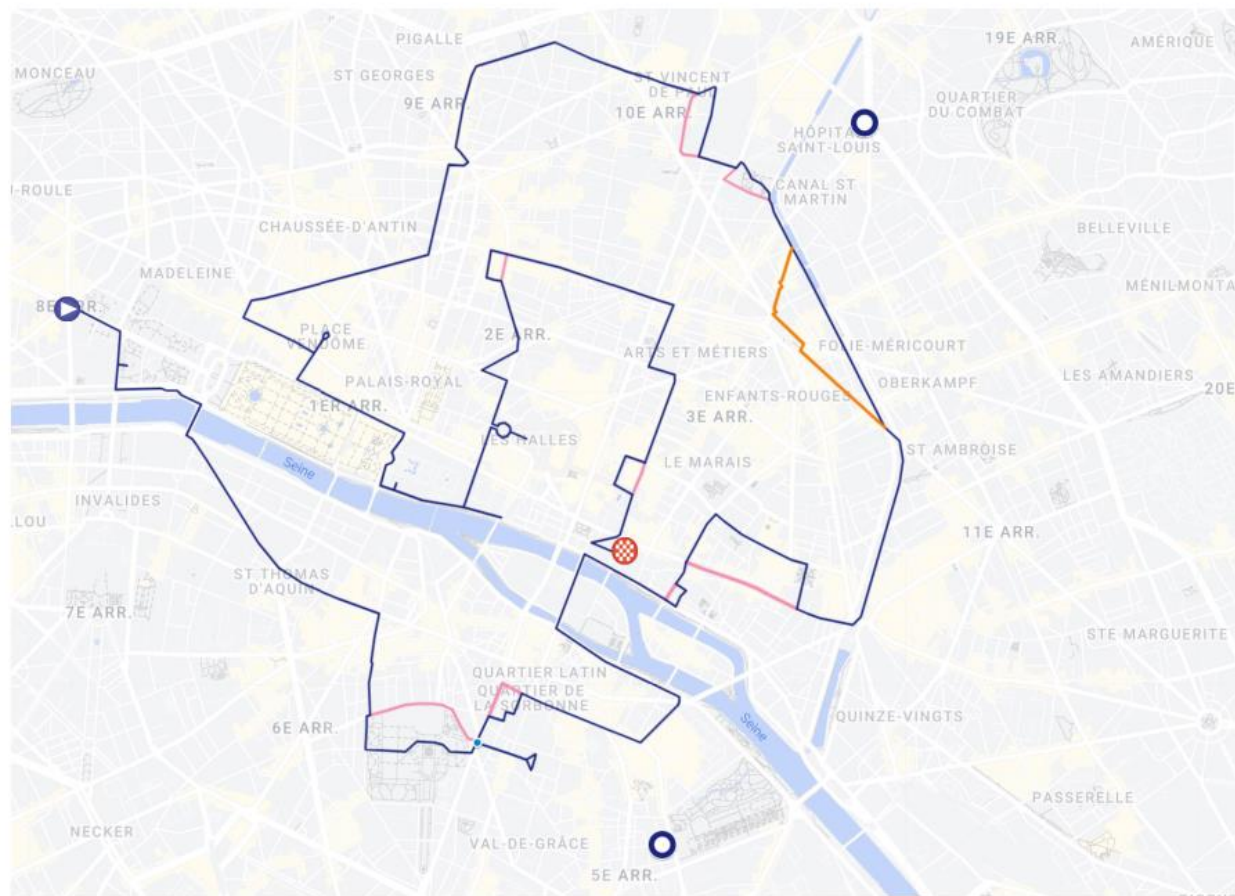 PIGALLE
19E ARR.
AMÉRIQUE
MONCEAU
ST GEORGES
ST VINCENT
DE PAUL
9E ARR.
10E ARR.
QUARTIER
DU COMBAT
HÔPITAL
SAINT-LOUIS
U-ROULE
CANAL ST
MARTIN
CHAUSSÉE-D'ANTIN
BELLEVILLE
MADELEINE
MÉNILMONTA
8E ARR.
PLACE
VENDÔME
2E ARR.
ARTS ET MÉTIERS
FOLIE-MÉRICOURT
PALAIS-ROYAL
OBERKAMPF
LES AMANDIERS
20E
1ER ARR.
ENFANTS-ROUGES
3E ARR.
LES HALLES
ST AMBROISE
LE MARAIS
Seine
INVALIDES
LLOU
11E ARR.
ST THOMAS
D'AQUIN
7E ARR.
STE MARGUERITE
QUARTIER LATIN
QUARTIER DE
LA SORBONNE
6E ARR.
Seine
QUINZE-VINGTS
PASSERELLE
NECKER
VAL-DE-GRÂCE
5E ARR.